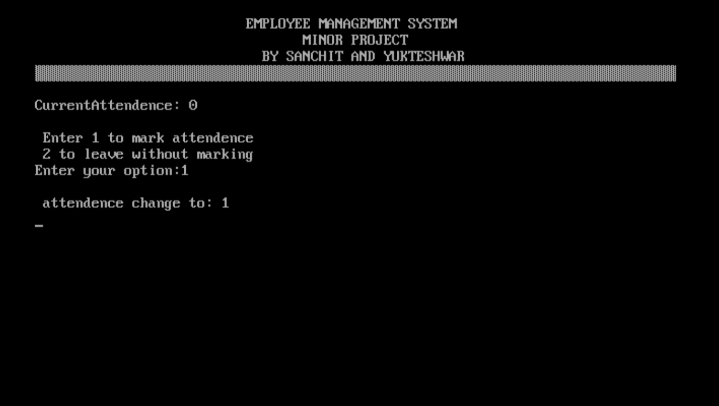 EMPLOYEE MANAGEMENT SYSTEM
MINOR PROJECT
BY SANCHIT AND YUKTESHWAR
CurrentAttendence: 0
Enter 1 to mark attendence
2 to leave without marking
Enter your option:1
attendence change to: 1